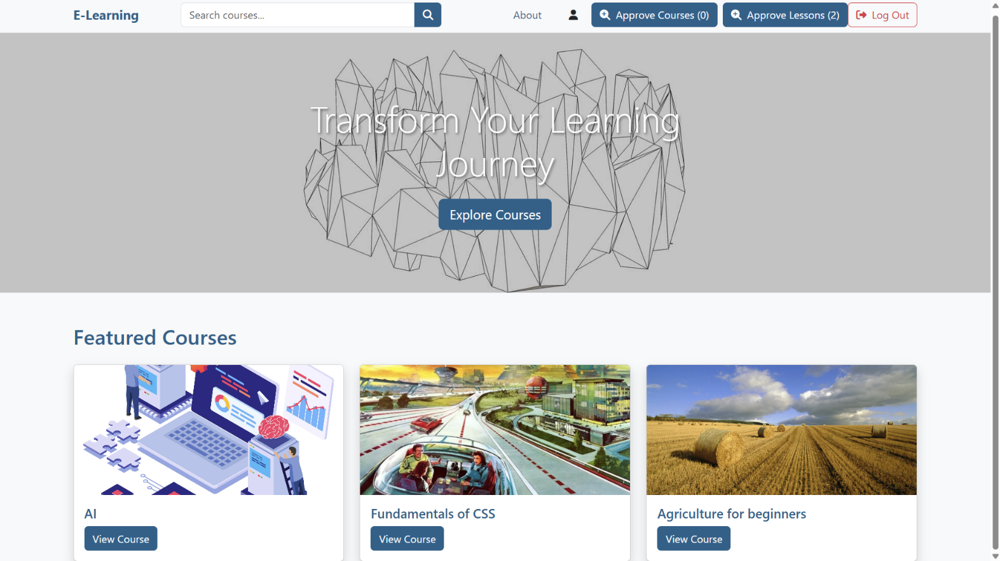 E-Learning
Search courses...
About
Approve Courses (0)
Approve Lessons (2)
Log Out
Transform Your Learning
Journey
Explore Courses
Featured Courses
AI
View Course
Fundamentals of CSS
View Course
Agriculture for beginners
View Course